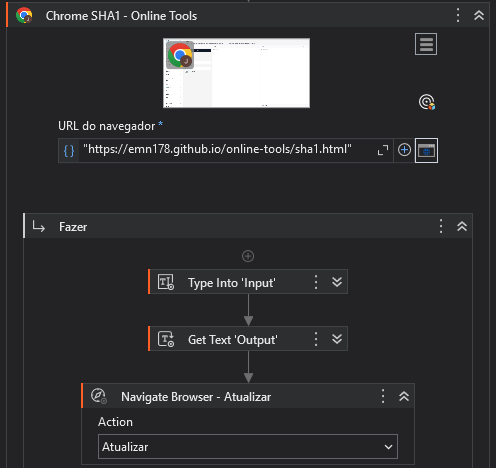 Chrome SHA1 - Online Tools
URL do navegador *
"https://emn178.github.io/online-tools/sha1.html"
Fazer
Type Into 'Input'
Get Text 'Output'
Navigate Browser - Atualizar
Action
Atualizar